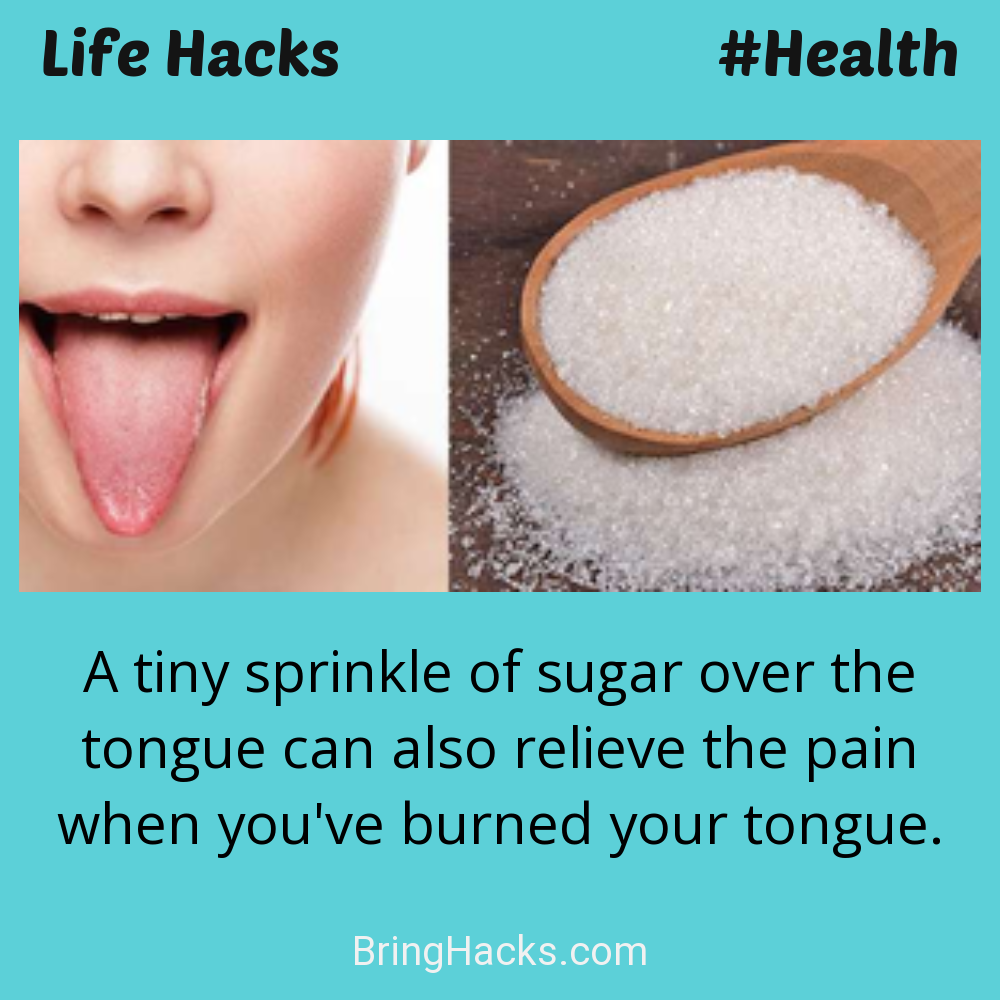 Life Hacks
#Health
A tiny sprinkle of sugar over the
tongue can also relieve the pain
when you've burned your tongue.
BringHacks.com